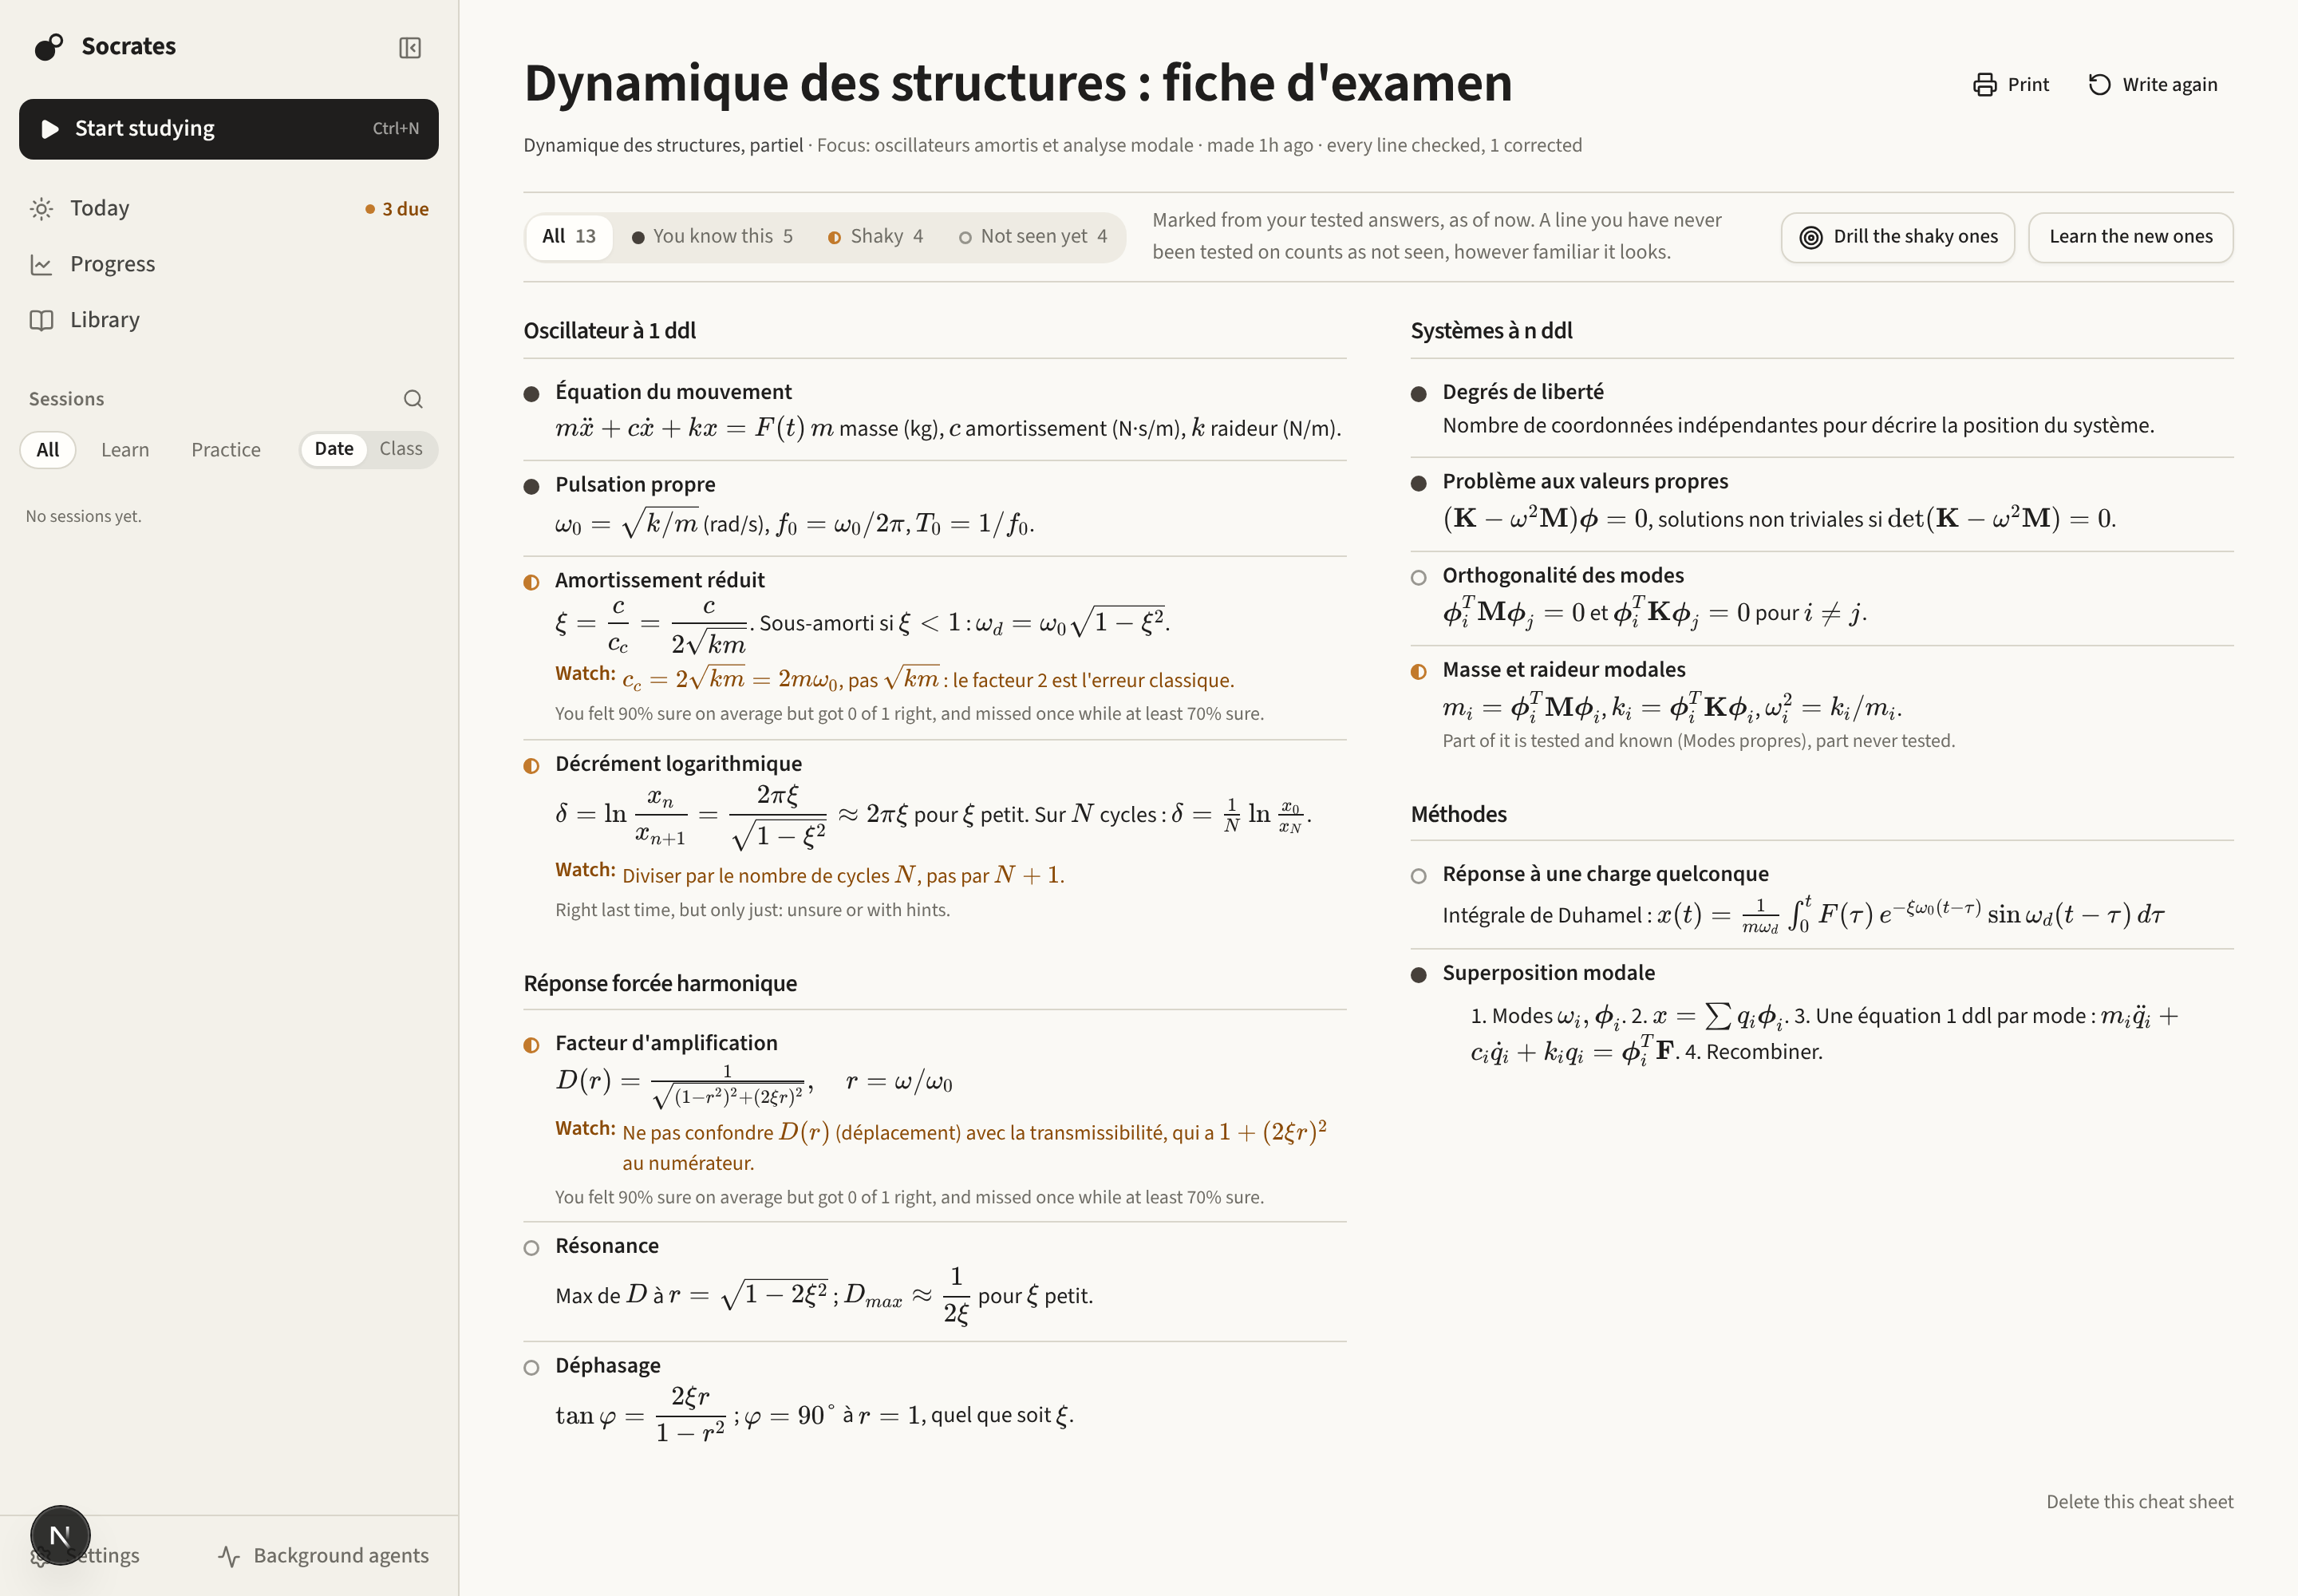 Socrates
Start studying Ctrl+N
Today 3 due
Progress
Library
Sessions
All Learn Practice Date Class
No sessions yet.
N
Settings Background agents
Dynamique des structures : fiche d'examen
Print Write again
Dynamique des structures, partiel · Focus: oscillateurs amortis et analyse modale · made 1h ago · every line checked, 1 corrected
All 13 You know this 5 Shaky 4 Not seen yet 4
Marked from your tested answers, as of now. A line you have never
been tested on counts as not seen, however familiar it looks.
Drill the shaky ones Learn the new ones
Oscillateur à 1 ddl
Équation du mouvement
mẍ + cẋ + kx = F(t) m masse (kg), c amortissement (N·s/m), k raideur (N/m).
Pulsation propre
ω₀ = √(k/m) (rad/s), f₀ = ω₀/2π, T₀ = 1/f₀.
Amortissement réduit
ξ = c/c_c = c/(2√(km)). Sous-amorti si ξ < 1 : ω_d = ω₀√(1 − ξ²).
Watch: c_c = 2√(km) = 2mω₀, pas √(km) : le facteur 2 est l'erreur classique.
You felt 90% sure on average but got 0 of 1 right, and missed once while at least 70% sure.
Décrément logarithmique
δ = ln x_n/x_{n+1} = 2πξ/√(1 − ξ²) ≈ 2πξ pour ξ petit. Sur N cycles : δ = 1/N ln x₀/x_N.
Watch: Diviser par le nombre de cycles N, pas par N + 1.
Right last time, but only just: unsure or with hints.
Réponse forcée harmonique
Facteur d'amplification
D(r) = 1/√((1−r²)²+(2ξr)²), r = ω/ω₀
Watch: Ne pas confondre D(r) (déplacement) avec la transmissibilité, qui a 1 + (2ξr)²
au numérateur.
You felt 90% sure on average but got 0 of 1 right, and missed once while at least 70% sure.
Résonance
Max de D à r = √(1 − 2ξ²) ; D_max ≈ 1/(2ξ) pour ξ petit.
Déphasage
tan φ = 2ξr/(1 − r²) ; φ = 90° à r = 1, quel que soit ξ.
Systèmes à n ddl
Degrés de liberté
Nombre de coordonnées indépendantes pour décrire la position du système.
Problème aux valeurs propres
(K − ω²M)ϕ = 0, solutions non triviales si det(K − ω²M) = 0.
Orthogonalité des modes
ϕ_i^T Mϕ_j = 0 et ϕ_i^T Kϕ_j = 0 pour i ≠ j.
Masse et raideur modales
m_i = ϕ_i^T Mϕ_i, k_i = ϕ_i^T Kϕ_i, ω_i² = k_i/m_i.
Part of it is tested and known (Modes propres), part never tested.
Méthodes
Réponse à une charge quelconque
Intégrale de Duhamel : x(t) = 1/(mω_d) ∫₀^t F(τ) e^{−ξω₀(t−τ)} sin ω_d(t − τ) dτ
Superposition modale
1. Modes ω_i, ϕ_i. 2. x = ∑ q_iϕ_i. 3. Une équation 1 ddl par mode : m_i q̈_i +
c_i q̇_i + k_i q_i = ϕ_i^T F. 4. Recombiner.
Delete this cheat sheet